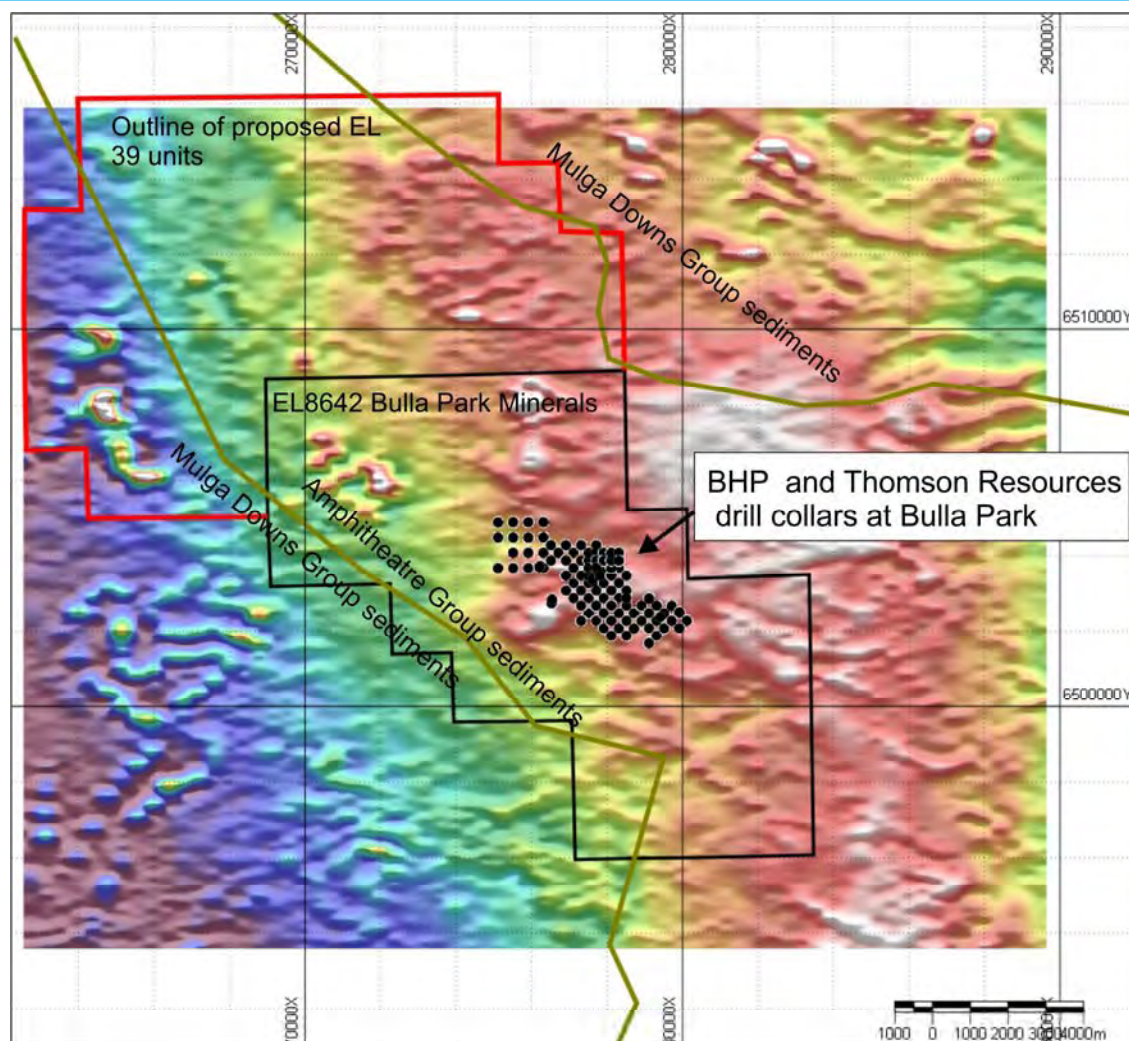 270000X
280000X
290000X
Outline of proposed EL
39 units
Mulga Downs Group sediments
6510000Y
EL8642 Bulla Park Minerals
Mulga Downs Group sediments
Amphitheatre Group sediments
BHP and Thomson Resources
drill collars at Bulla Park
6500000Y
280000X
1000 0 1000 2000 3000 4000m